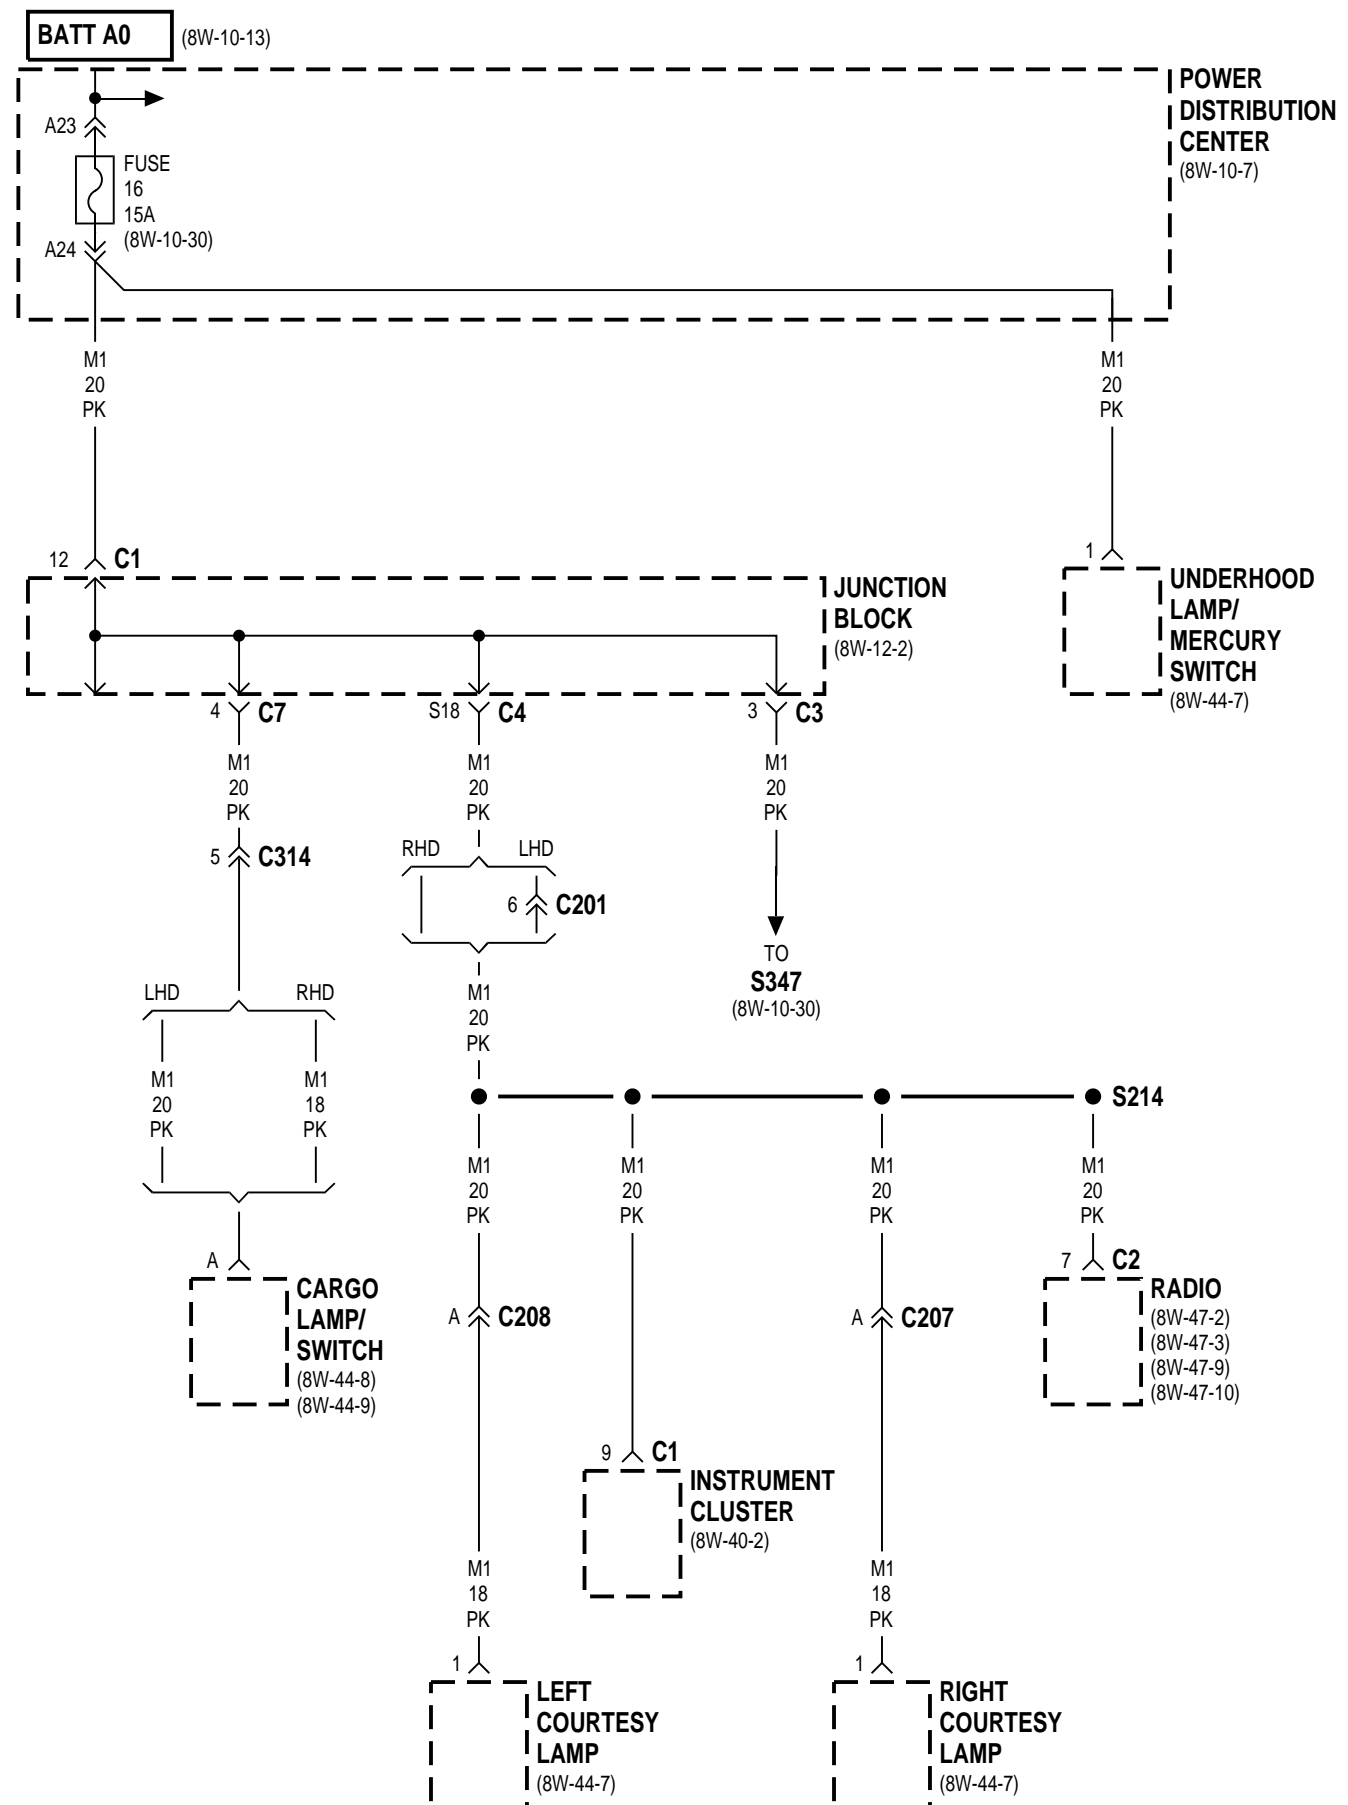 BATT A0
(8W-10-13)
POWER
DISTRIBUTION
CENTER
(8W-10-7)
A23
FUSE
16
15A
(8W-10-30)
A24
M1
20
PK
M1
20
PK
12
C1
1
JUNCTION
BLOCK
(8W-12-2)
UNDERHOOD
LAMP/
MERCURY
SWITCH
(8W-44-7)
4
C7
S18
C4
3
C3
M1
20
PK
M1
20
PK
M1
20
PK
5
C314
RHD
LHD
6
C201
TO
S347
(8W-10-30)
LHD
RHD
M1
20
PK
M1
20
PK
M1
18
PK
S214
M1
20
PK
M1
20
PK
M1
20
PK
M1
20
PK
A
CARGO
LAMP/
SWITCH
(8W-44-8)
(8W-44-9)
A
C208
A
C207
7
C2
RADIO
(8W-47-2)
(8W-47-3)
(8W-47-9)
(8W-47-10)
9
C1
INSTRUMENT
CLUSTER
(8W-40-2)
M1
18
PK
M1
18
PK
1
LEFT
COURTESY
LAMP
(8W-44-7)
1
RIGHT
COURTESY
LAMP
(8W-44-7)